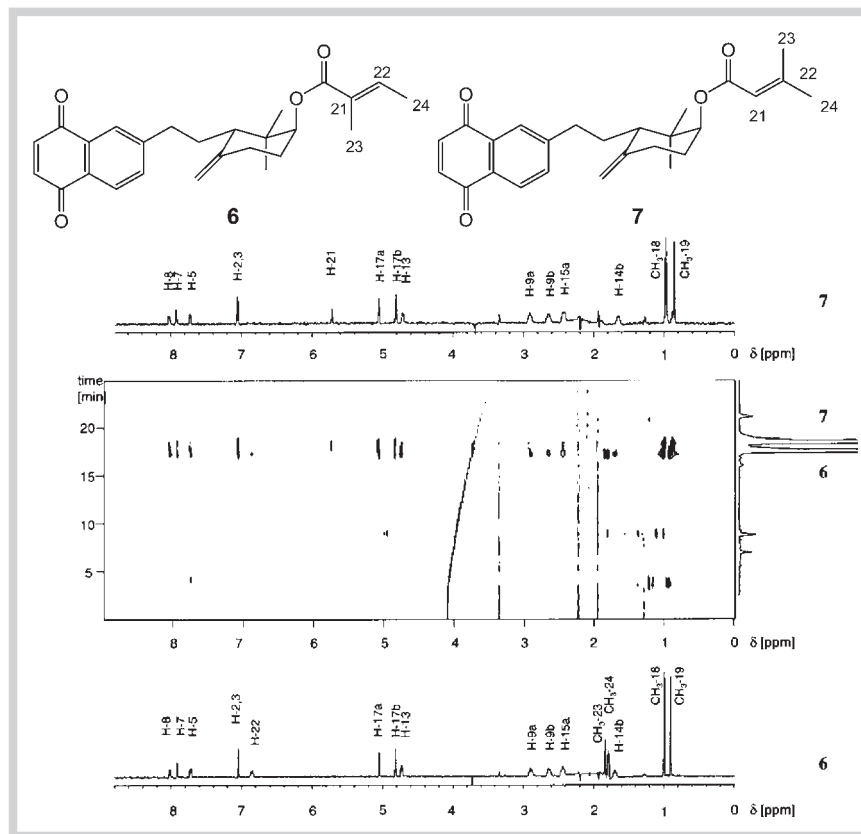 O
O
22
21
24
23
O
O
6
23
O
22
O
21
24
O
O
7
H-8
H-7
H-5
H-2,3
H-21
H-17a
H-17b
H-13
H-9a
H-9b
H-15a
H-14b
CH3-18
CH3-19
7
8 7 6 5 4 3 2 1 0 δ [ppm]
time
[min]
20
15
10
5
7
6
8 7 6 5 4 3 2 1 0 δ [ppm]
H-8
H-7
H-5
H-2,3
H-22
H-17a
H-17b
H-13
H-9a
H-9b
H-15a
CH3-23
CH3-24
H-14b
CH3-18
CH3-19
6
8 7 6 5 4 3 2 1 0 δ [ppm]